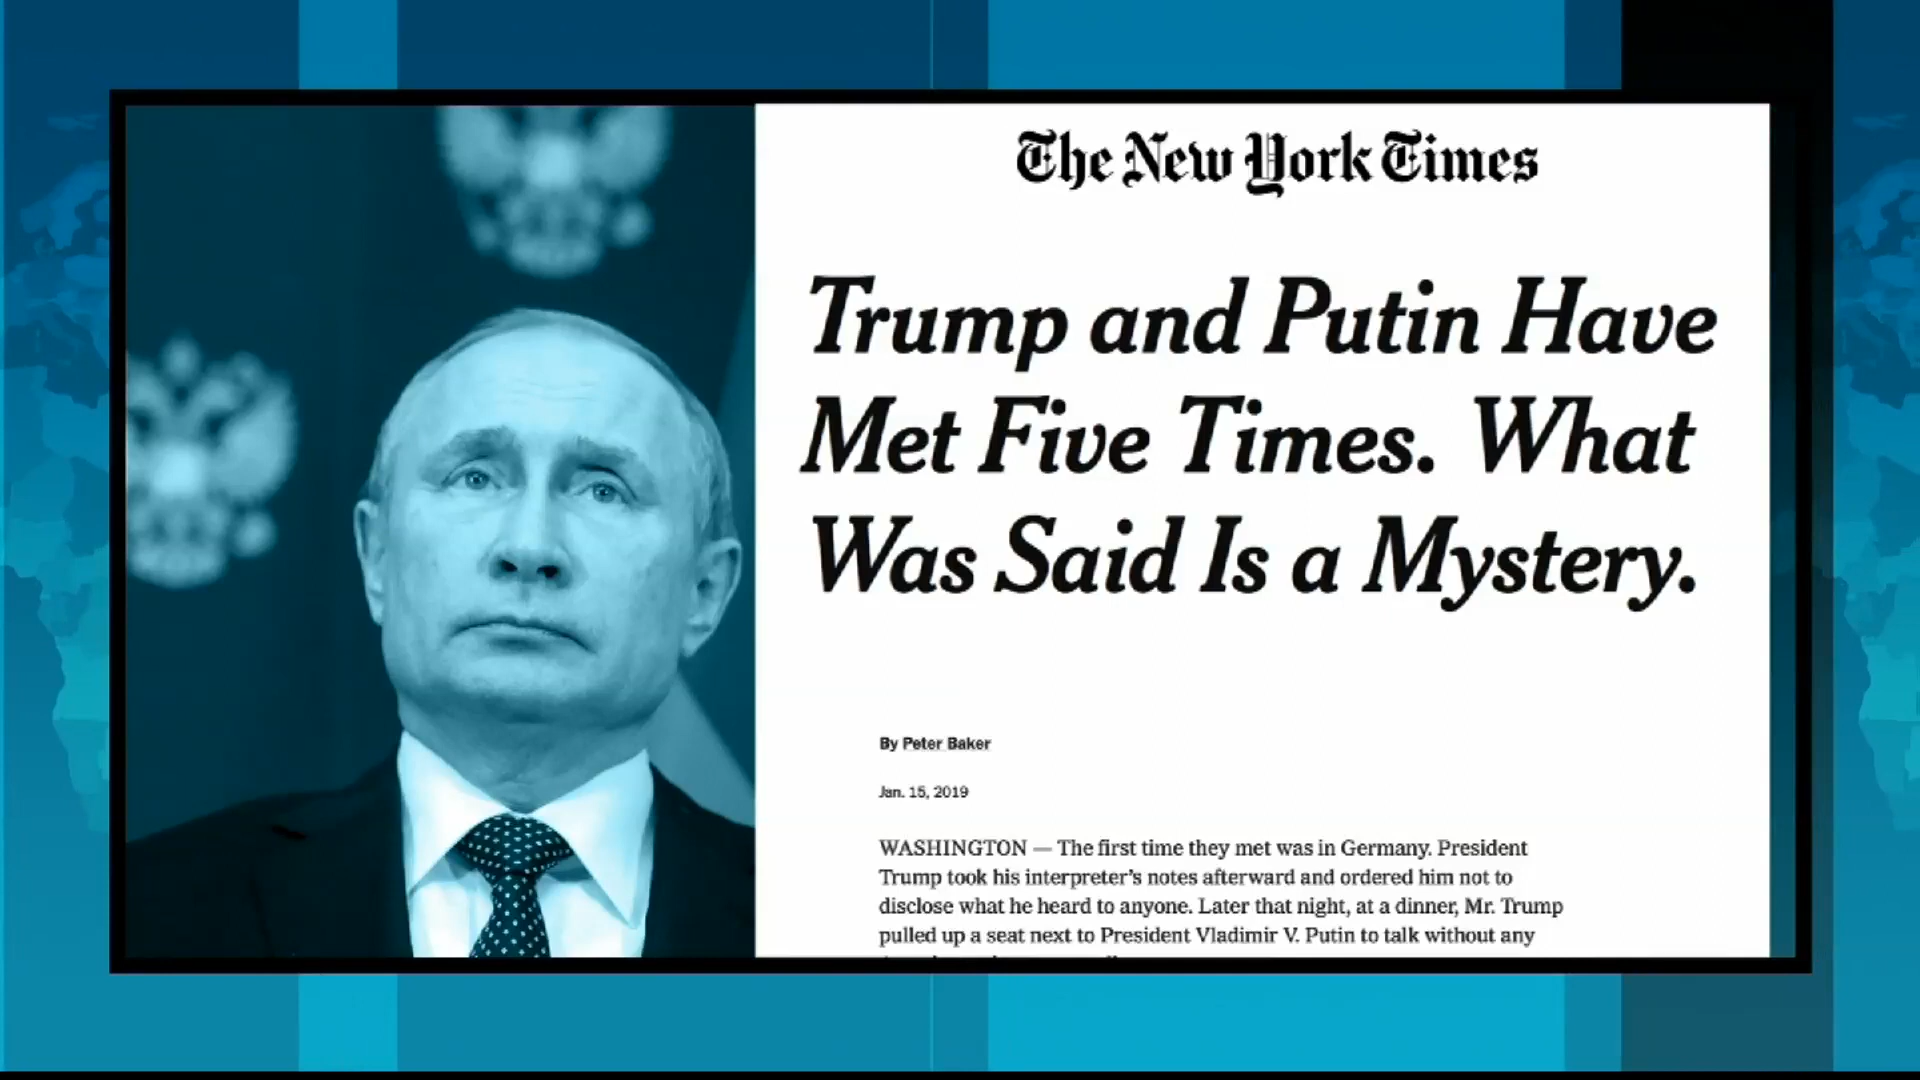 The New York Times
Trump and Putin Have
Met Five Times. What
Was Said Is a Mystery.
By Peter Baker
Jan. 15, 2019
WASHINGTON — The first time they met was in Germany. President
Trump took his interpreter's notes afterward and ordered him not to
disclose what he heard to anyone. Later that night, at a dinner, Mr. Trump
pulled up a seat next to President Vladimir V. Putin to talk without any